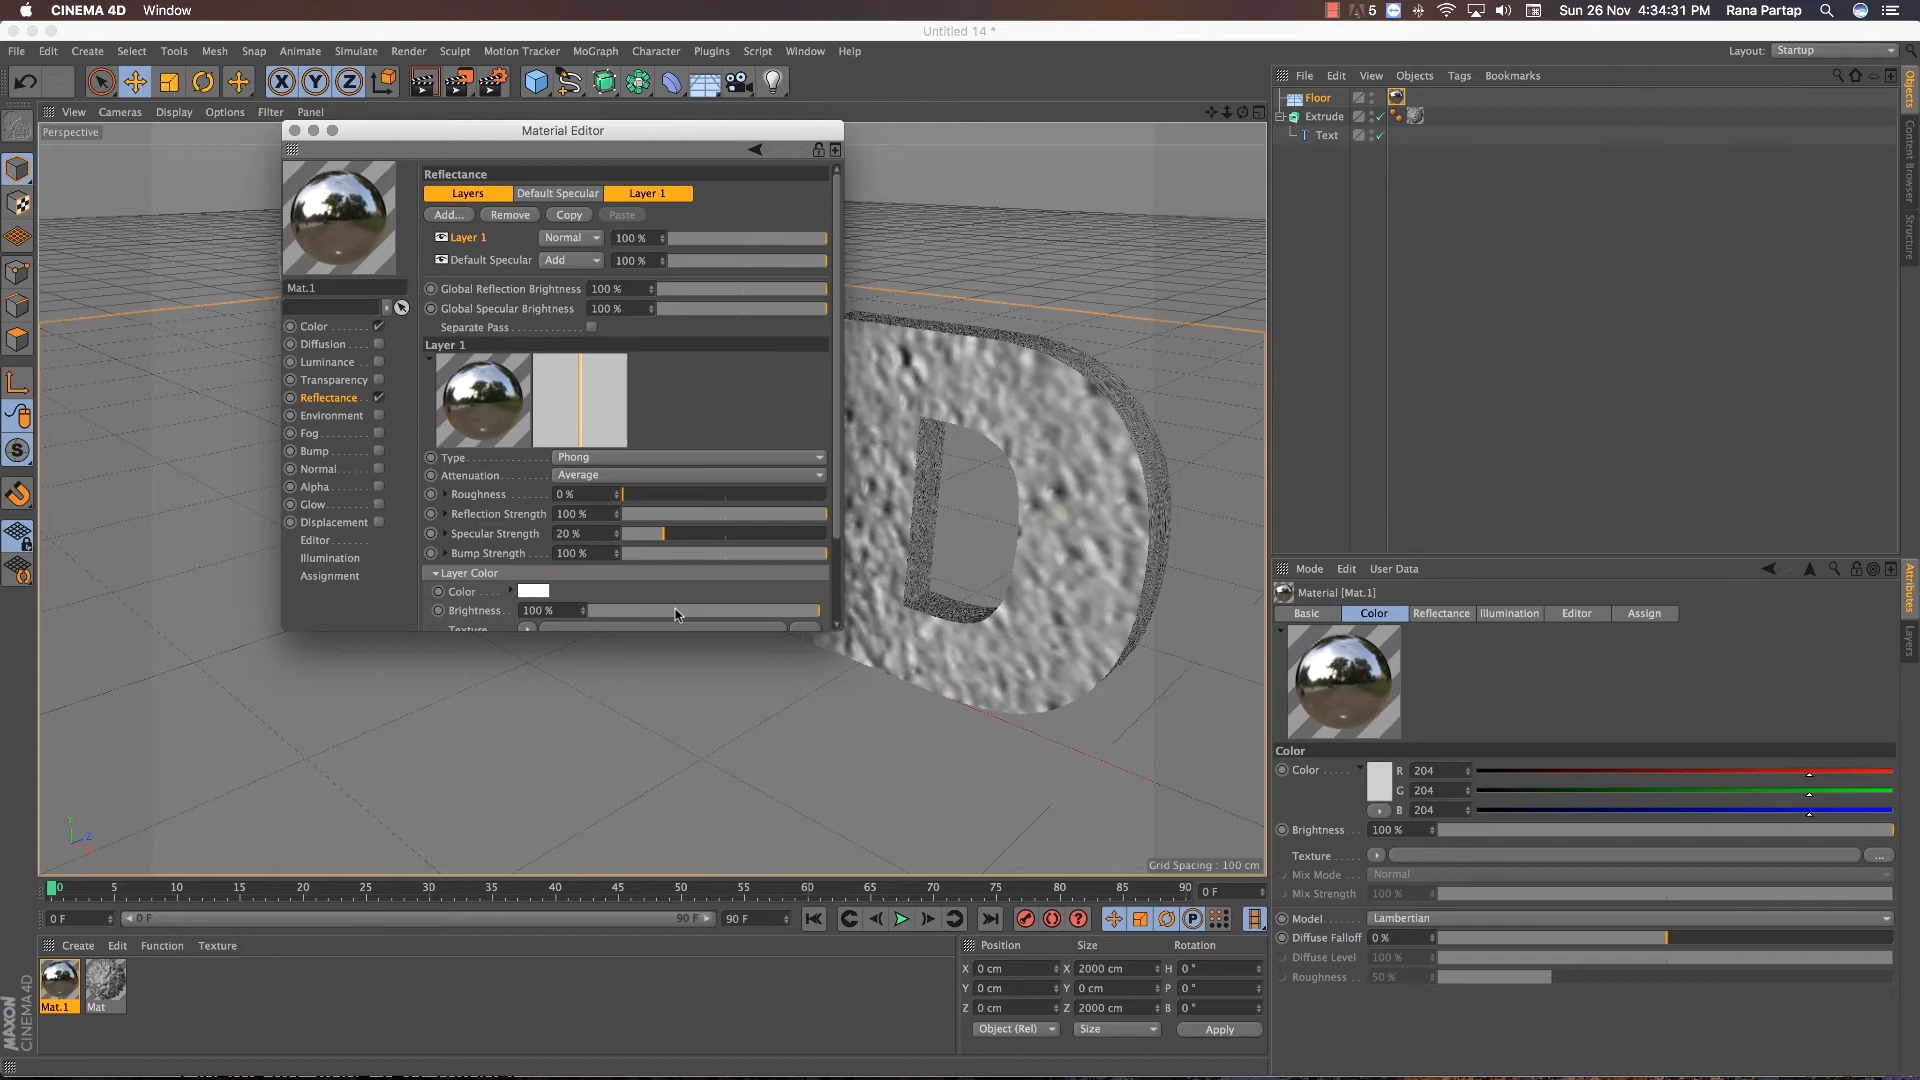 CINEMA 4D Window 5 Sun 26 Nov 4:34:31 PM Rana Partap
Untitled 14 *
File Edit Create Select Tools Mesh Snap Animate Simulate Render Sculpt Motion Tracker MoGraph Character Plugins Script Window Help Layout: Startup
X Y Z
File Edit View Objects Tags Bookmarks
View Cameras Display Options Filter Panel
Perspective
Floor
Extrude
Text
Objects
Content Browser
Structure
Material Editor
Reflectance
Layers Default Specular Layer 1
Add... Remove Copy Paste
Layer 1 Normal 100 %
Default Specular Add 100 %
Mat.1
Global Reflection Brightness 100 %
Global Specular Brightness 100 %
Separate Pass
Color
Diffusion
Luminance
Transparency
Reflectance
Environment
Fog
Bump
Normal
Alpha
Glow
Displacement
Editor
Illumination
Assignment
Layer 1
Type Phong
Attenuation Average
Roughness 0 %
Reflection Strength 100 %
Specular Strength 20 %
Bump Strength 100 %
Layer Color
Color
Brightness 100 %
Texture
D
Y
Z
X
Grid Spacing : 100 cm
Mode Edit User Data
Material [Mat.1]
Basic Color Reflectance Illumination Editor Assign
Attributes
Layers
Color
Color R 204
G 204
B 204
Brightness 100 %
Texture ...
Mix Mode Normal
Mix Strength 100 %
Model Lambertian
Diffuse Falloff 0 %
Diffuse Level 100 %
Roughness 50 %
0 5 10 15 20 25 30 35 40 45 50 55 60 65 70 75 80 85 90 0 F
0 F 0 F 90 F 90 F
Create Edit Function Texture
Mat.1 Mat
Position Size Rotation
X 0 cm X 2000 cm H 0 °
Y 0 cm Y 0 cm P 0 °
Z 0 cm Z 2000 cm B 0 °
Object (Rel) Size Apply
MAXON
CINEMA 4D